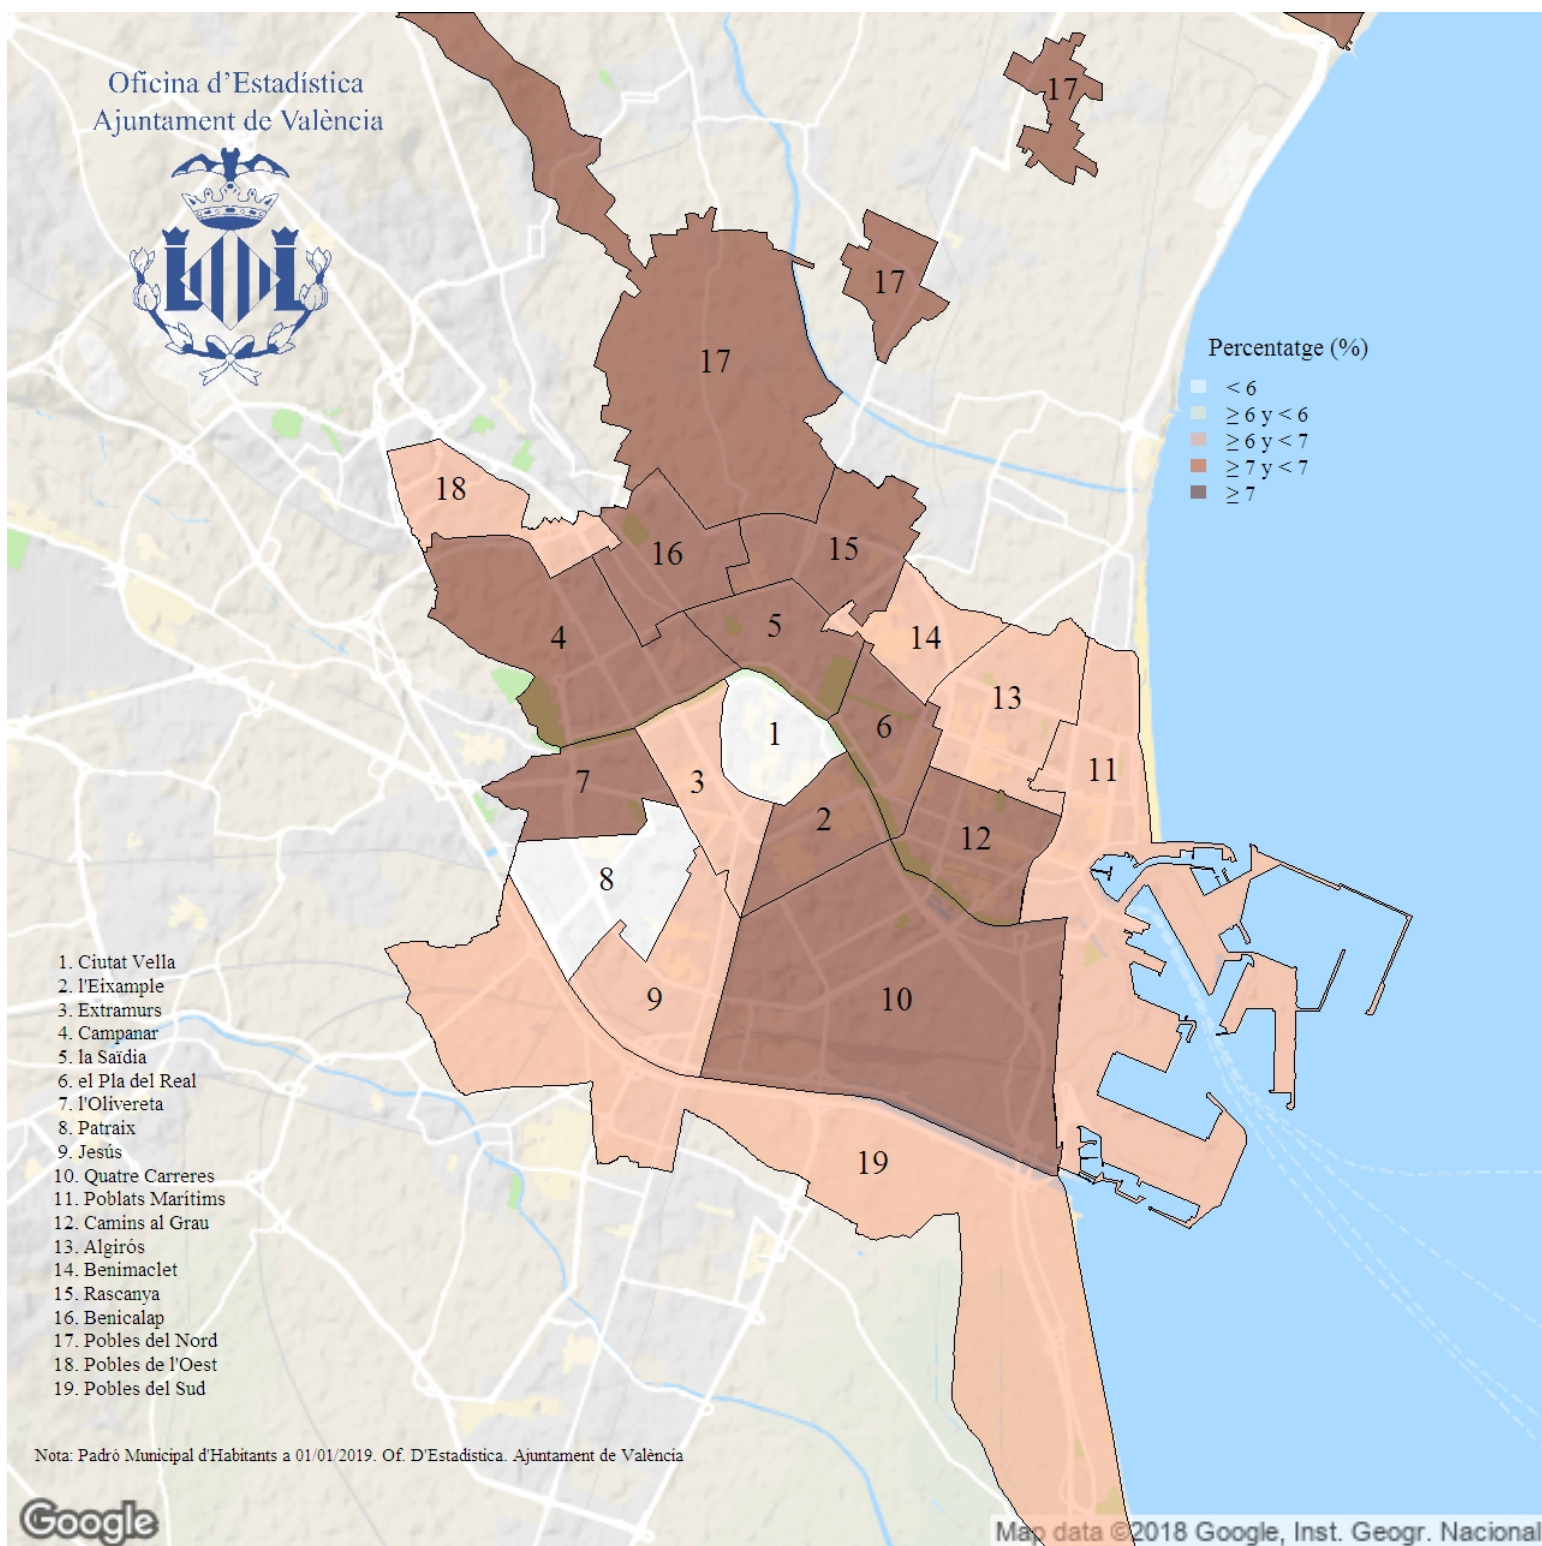 Oficina d'Estadística
Ajuntament de València
17
17
17
Percentatge (%)
< 6
≥ 6 y < 6
≥ 6 y < 7
≥ 7 y < 7
≥ 7
18
16
15
4
5
14
13
6
1
11
7
3
2
12
8
10
9
19
1. Ciutat Vella
2. l'Eixample
3. Extramurs
4. Campanar
5. la Saïdia
6. el Pla del Real
7. l'Olivereta
8. Patraix
9. Jesús
10. Quatre Carreres
11. Poblats Marítims
12. Camins al Grau
13. Algirós
14. Benimaclet
15. Rascanya
16. Benicalap
17. Pobles del Nord
18. Pobles de l'Oest
19. Pobles del Sud
Nota: Padró Municipal d'Habitants a 01/01/2019. Of. D'Estadística. Ajuntament de València
Google
Map data ©2018 Google, Inst. Geogr. Nacional